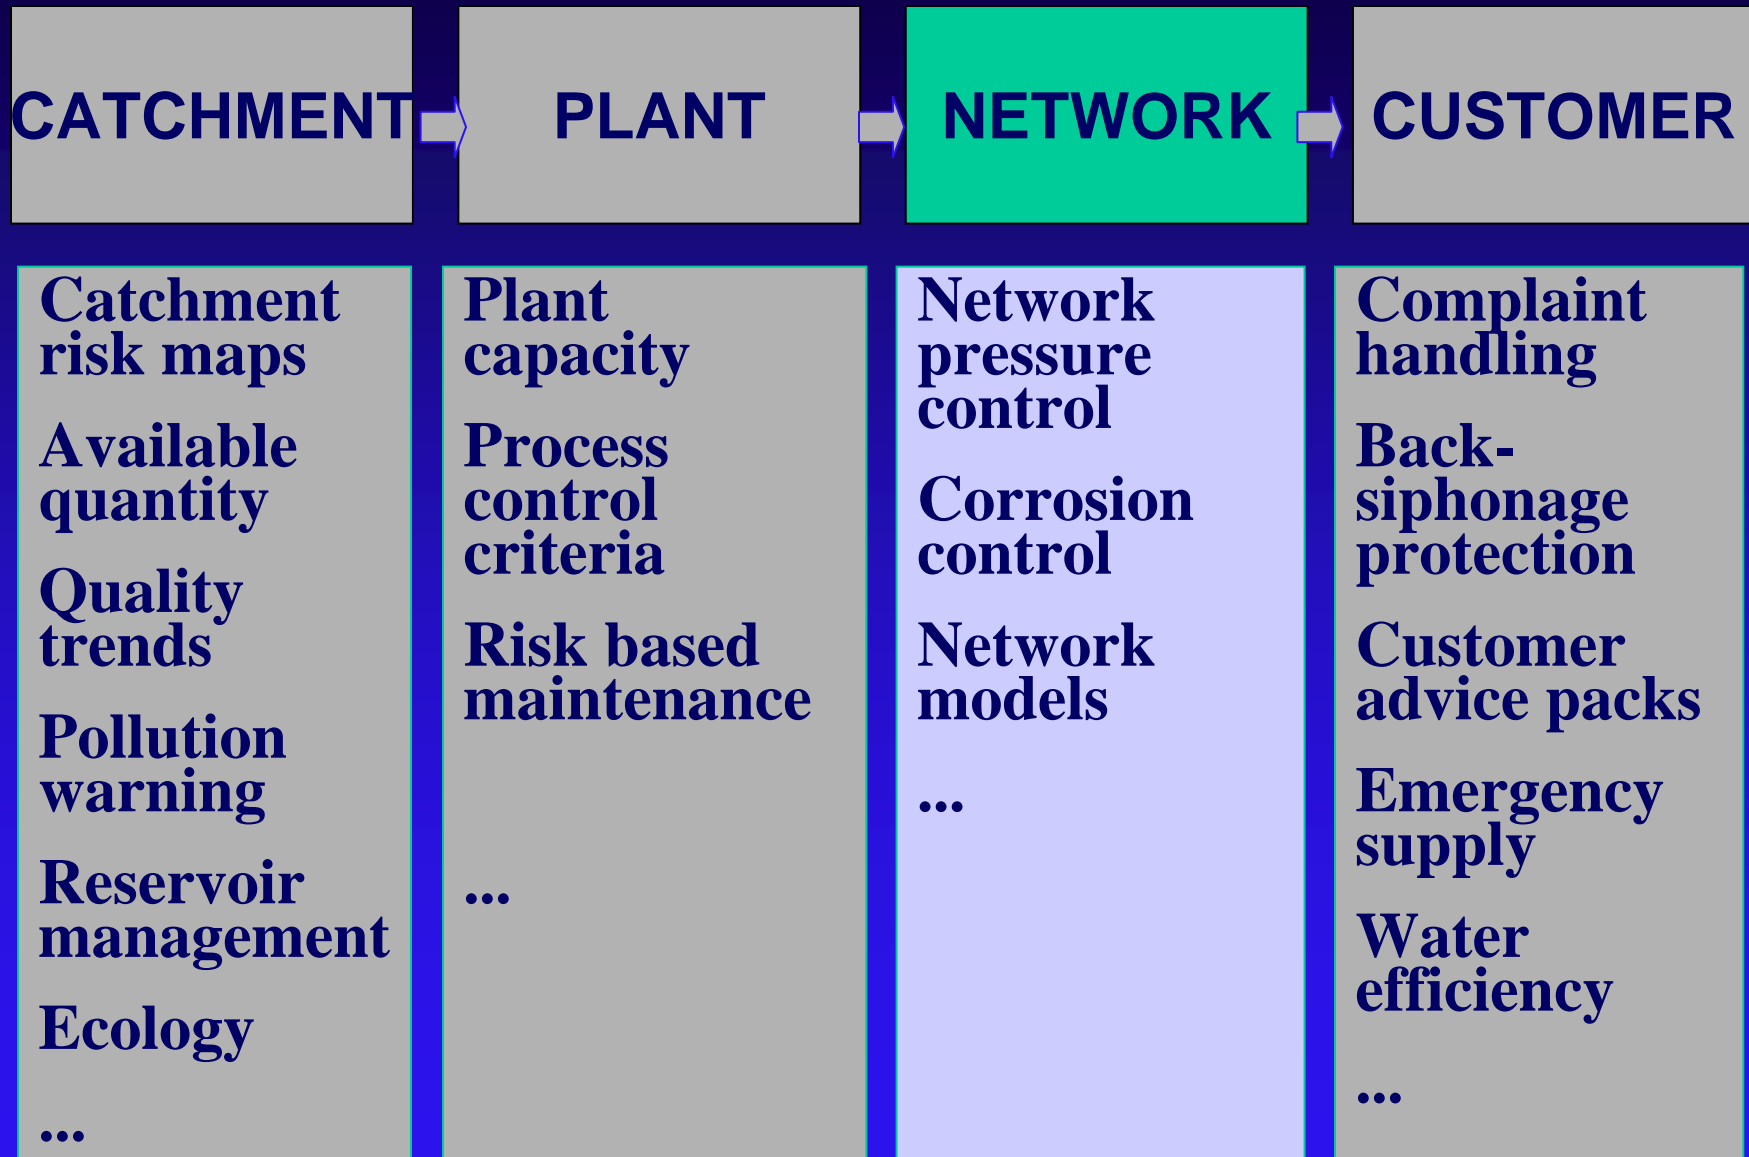 CATCHMENT
PLANT
NETWORK
CUSTOMER
Catchment
risk maps
Available
quantity
Quality
trends
Pollution
warning
Reservoir
management
Ecology
...
Plant
capacity
Process
control
criteria
Risk based
maintenance
...
Network
pressure
control
Corrosion
control
Network
models
...
Complaint
handling
Back-
siphonage
protection
Customer
advice packs
Emergency
supply
Water
efficiency
...